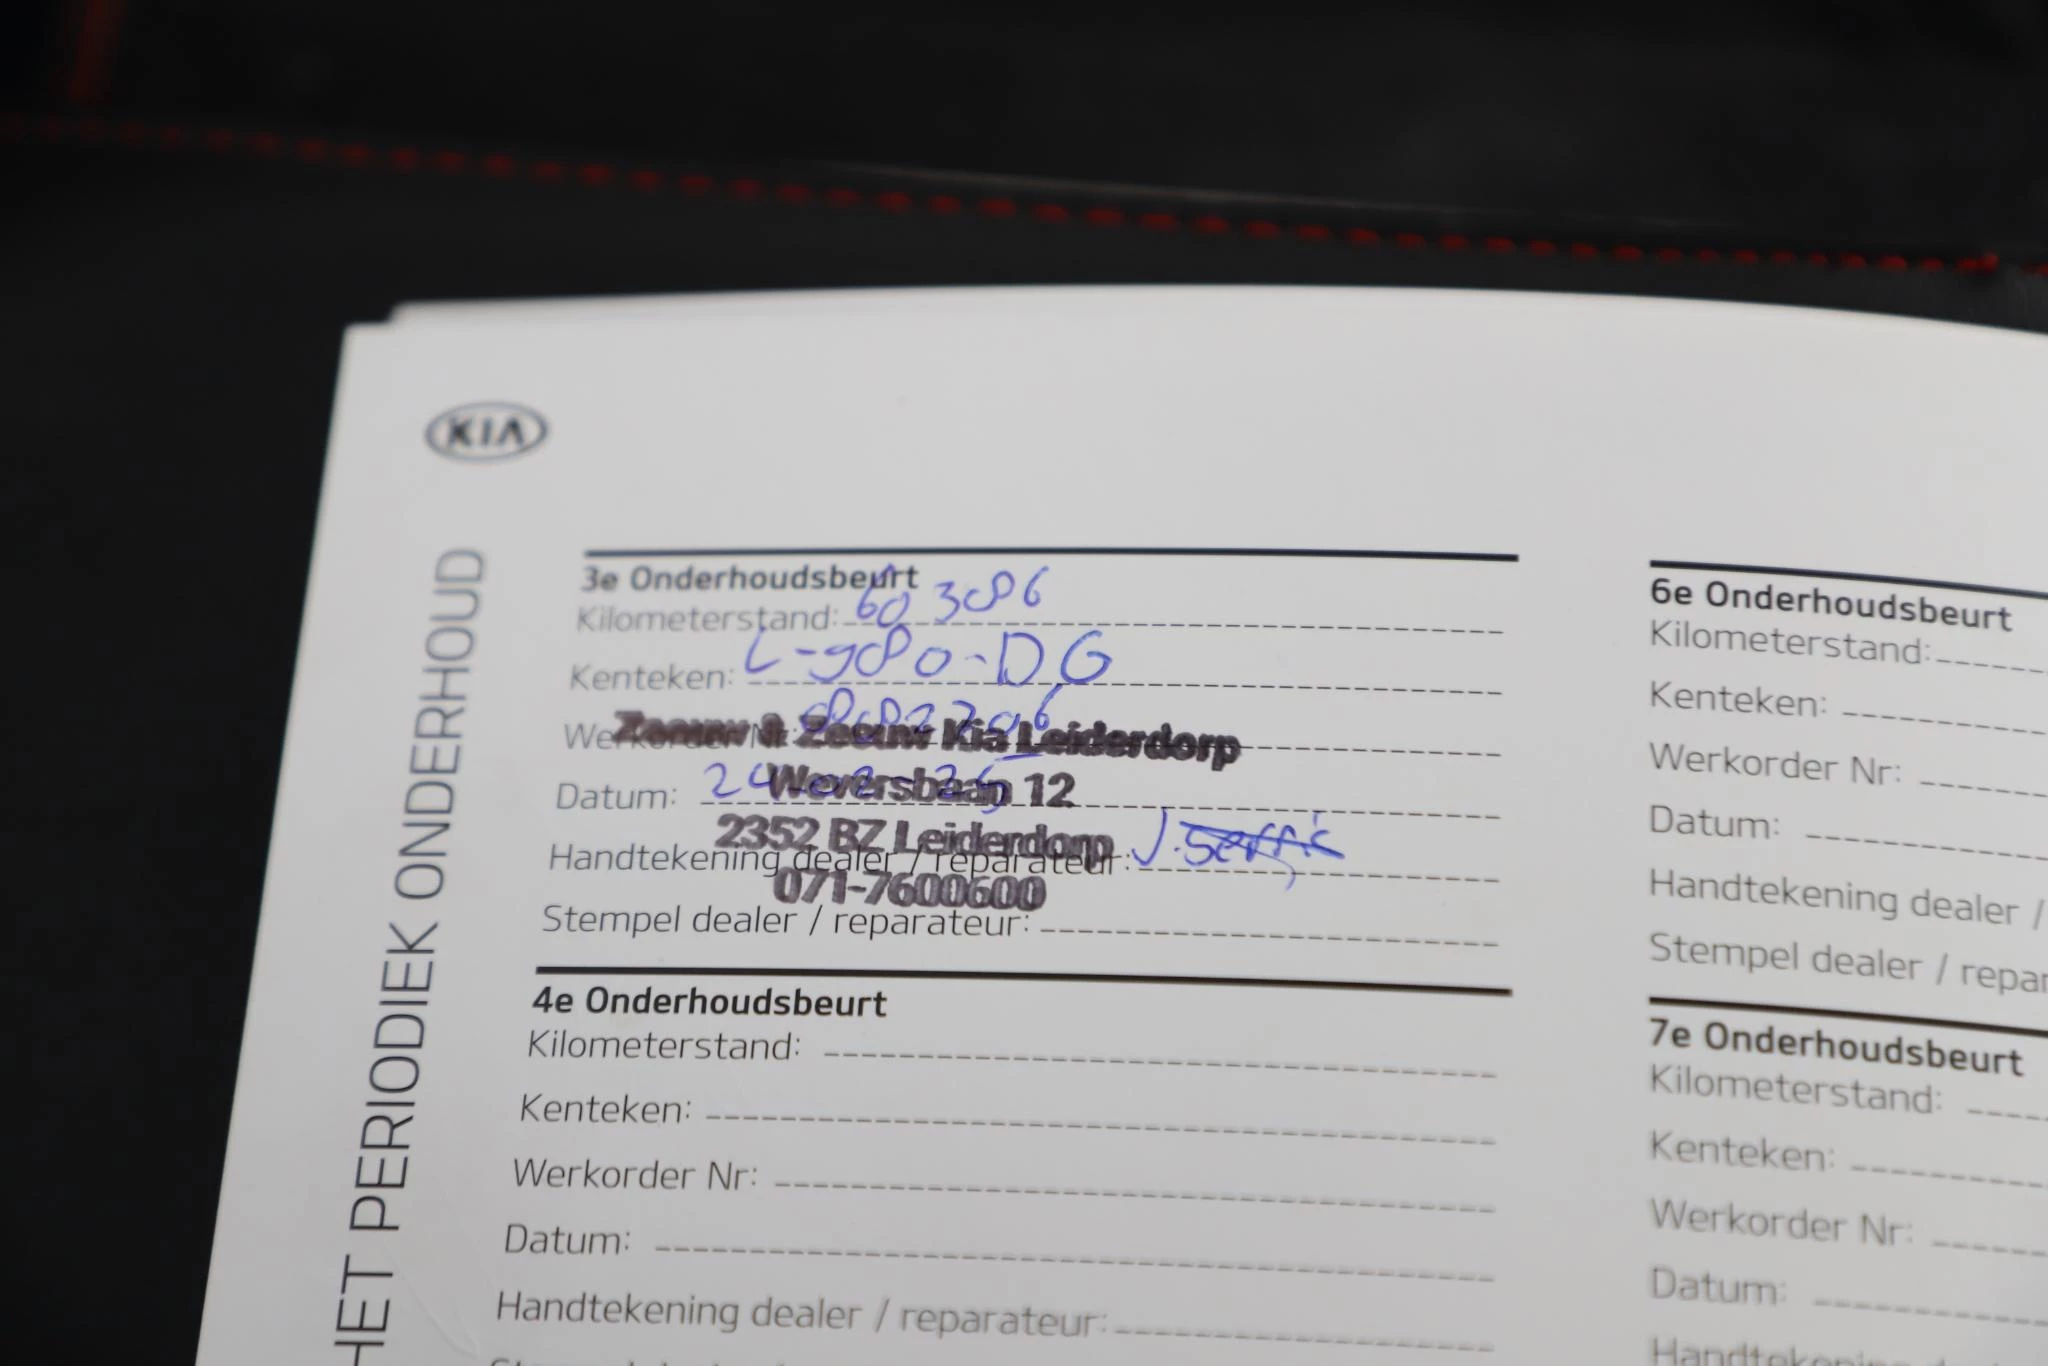 KIA
HET PERIODIEK ONDERHOUD
3e Onderhoudsbeurt
Kilometerstand: 60 386
Kenteken: L-980-DG
Werkorder Nr:
Zeeuw & Zeeuw Kia Leiderdorp
Datum: 24
Weversbaan 12
2352 BZ Leiderdorp
Handtekening dealer / reparateur:
071-7600600
Stempel dealer / reparateur:
4e Onderhoudsbeurt
Kilometerstand:
Kenteken:
Werkorder Nr:
Datum:
Handtekening dealer / reparateur:
6e Onderhoudsbeurt
Kilometerstand:
Kenteken:
Werkorder Nr:
Datum:
Handtekening dealer /
Stempel dealer / repar
7e Onderhoudsbeurt
Kilometerstand:
Kenteken:
Werkorder Nr:
Datum: